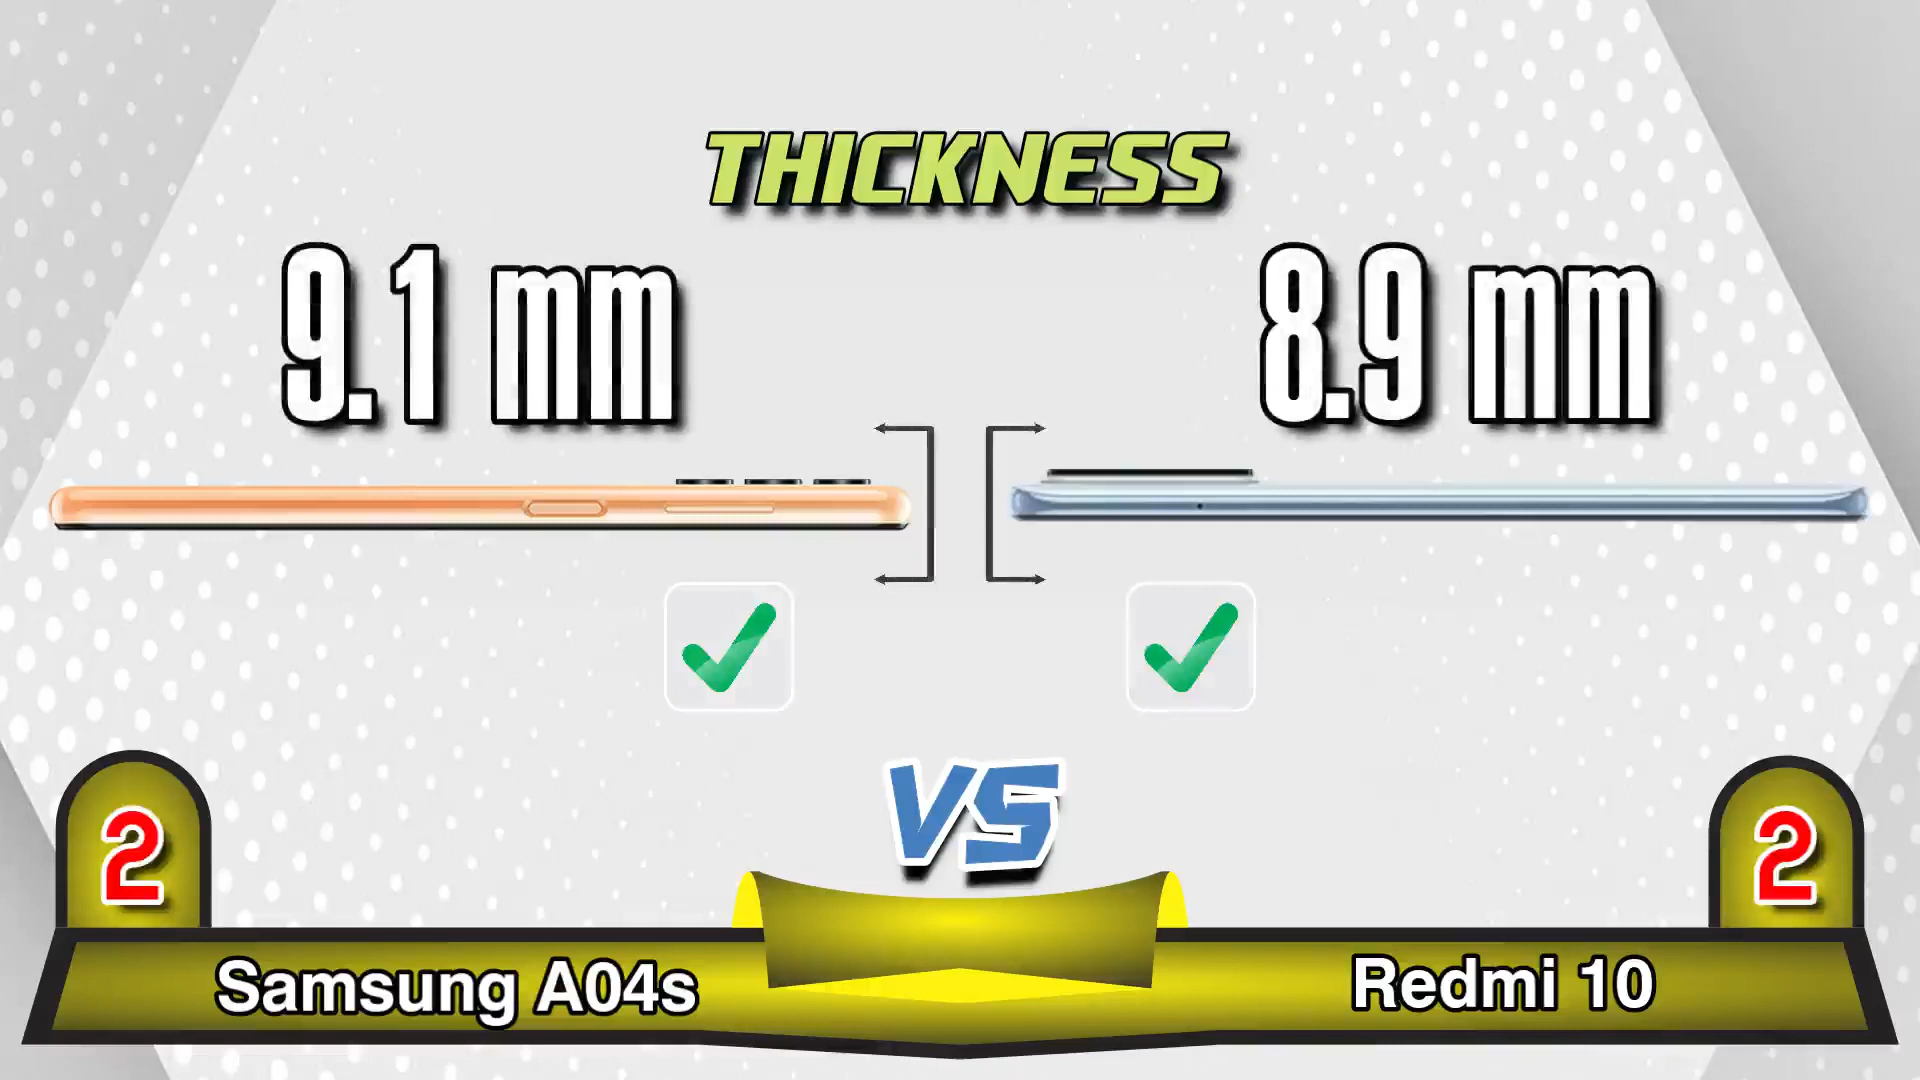 THICKNESS
9.1 mm
8.9 mm
VS
2
2
Samsung A04s
Redmi 10